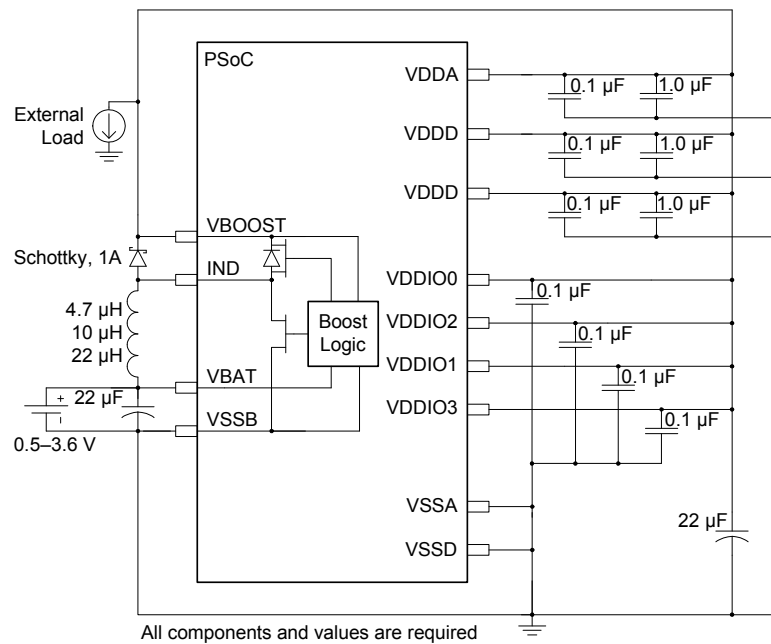 PSoC
VDDA
0.1 µF
1.0 µF
External
Load
VDDD
0.1 µF
1.0 µF
VDDD
0.1 µF
1.0 µF
VBOOST
Schottky, 1A
IND
VDDIO0
0.1 µF
4.7 µH
10 µH
22 µH
Boost
Logic
VDDIO2
0.1 µF
VDDIO1
0.1 µF
VBAT
22 µF
VDDIO3
0.1 µF
+
VSSB
0.5–3.6 V
VSSA
22 µF
VSSD
All components and values are required